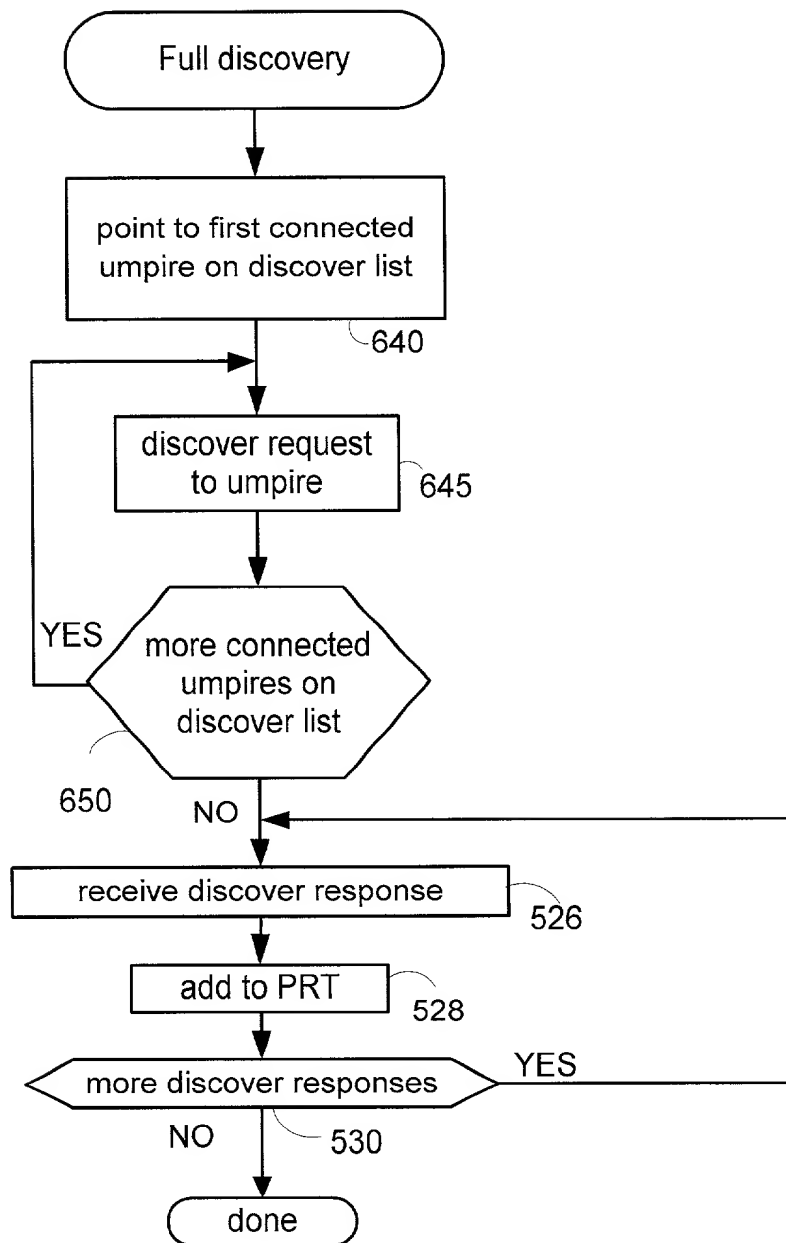 Full discovery
point to first connected
umpire on discover list
640
discover request
to umpire
645
YES
more connected
umpires on
discover list
650
NO
receive discover response
526
add to PRT
528
more discover responses
YES
530
NO
done